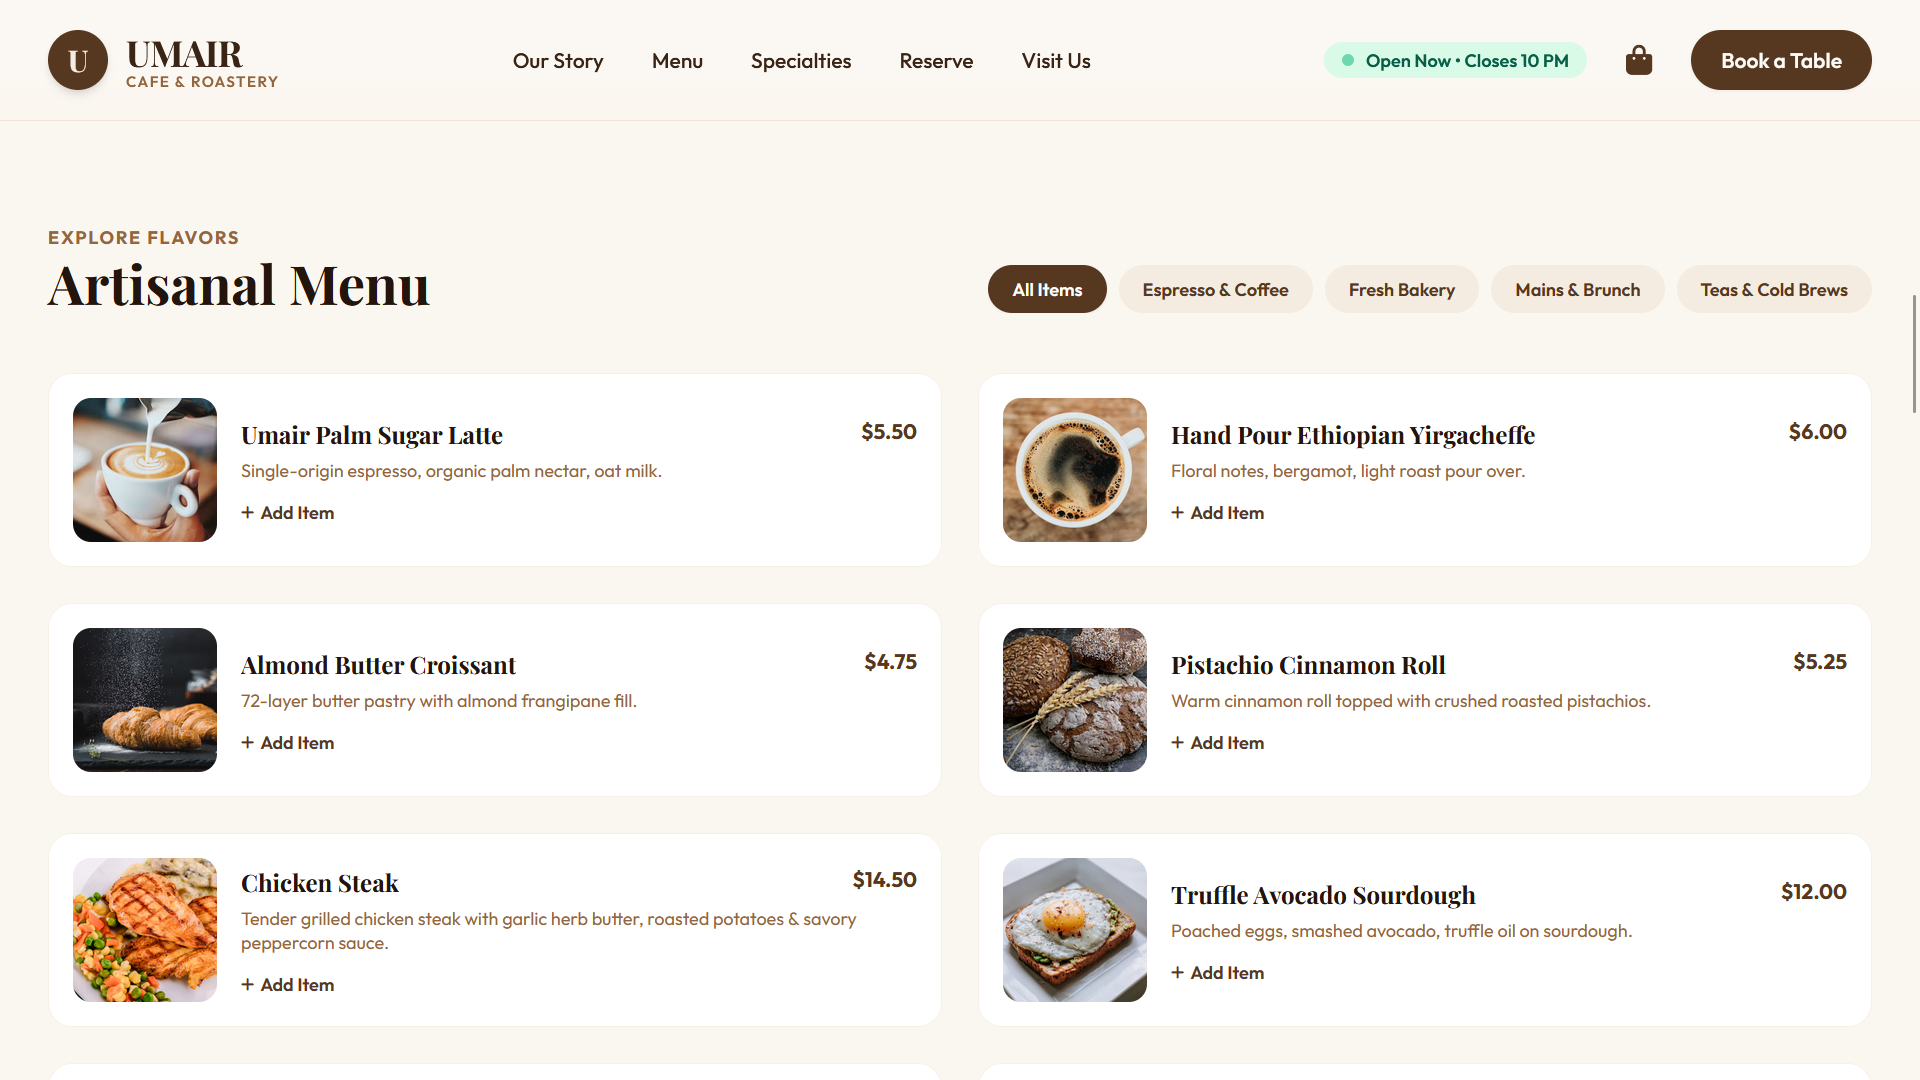 U
UMAIR
CAFE & ROASTERY
Our Story
Menu
Specialties
Reserve
Visit Us
Open Now • Closes 10 PM
Book a Table
EXPLORE FLAVORS
Artisanal Menu
All Items
Espresso & Coffee
Fresh Bakery
Mains & Brunch
Teas & Cold Brews
Umair Palm Sugar Latte
$5.50
Single-origin espresso, organic palm nectar, oat milk.
+ Add Item
Hand Pour Ethiopian Yirgacheffe
$6.00
Floral notes, bergamot, light roast pour over.
+ Add Item
Almond Butter Croissant
$4.75
72-layer butter pastry with almond frangipane fill.
+ Add Item
Pistachio Cinnamon Roll
$5.25
Warm cinnamon roll topped with crushed roasted pistachios.
+ Add Item
Chicken Steak
$14.50
Tender grilled chicken steak with garlic herb butter, roasted potatoes & savory
peppercorn sauce.
+ Add Item
Truffle Avocado Sourdough
$12.00
Poached eggs, smashed avocado, truffle oil on sourdough.
+ Add Item